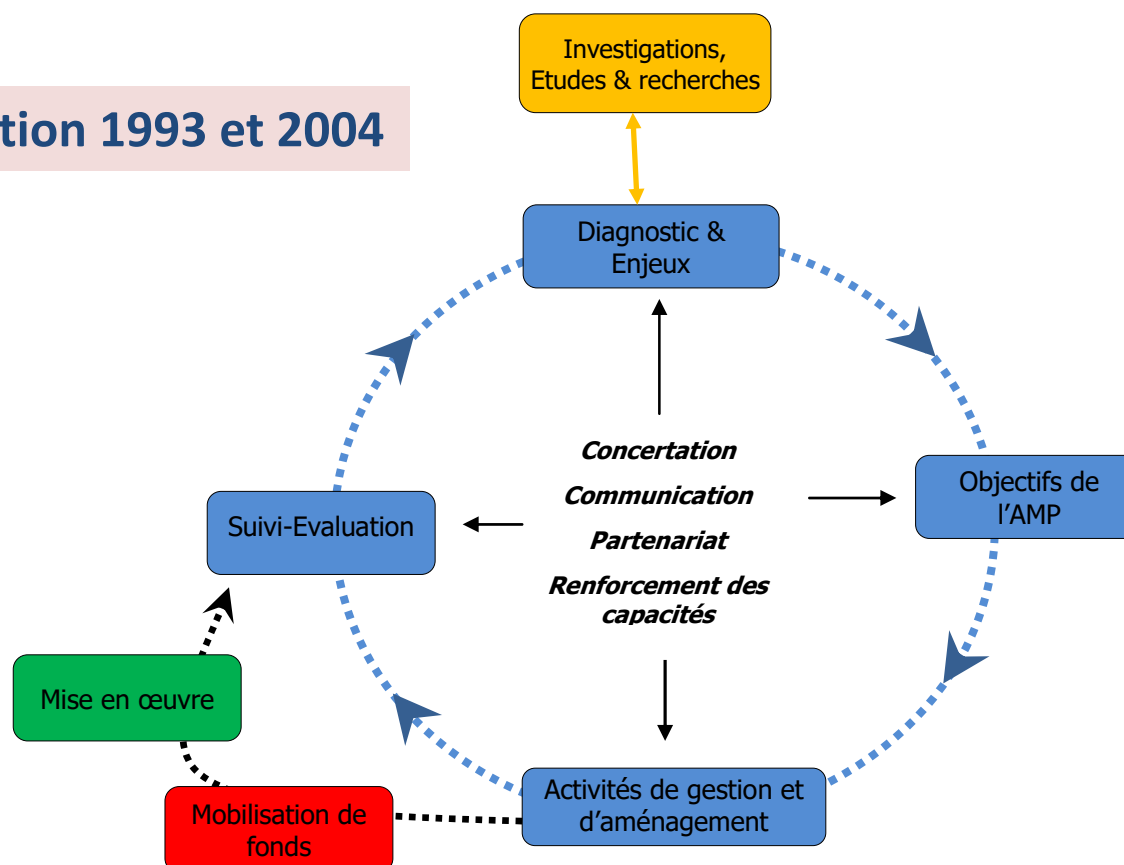 Investigations,
Etudes & recherches
tion 1993 et 2004
Diagnostic &
Enjeux
Concertation
Communication
Partenariat
Renforcement des
capacités
Objectifs de
l’AMP
Suivi-Evaluation
Mise en œuvre
Mobilisation de
fonds
Activités de gestion et
d’aménagement